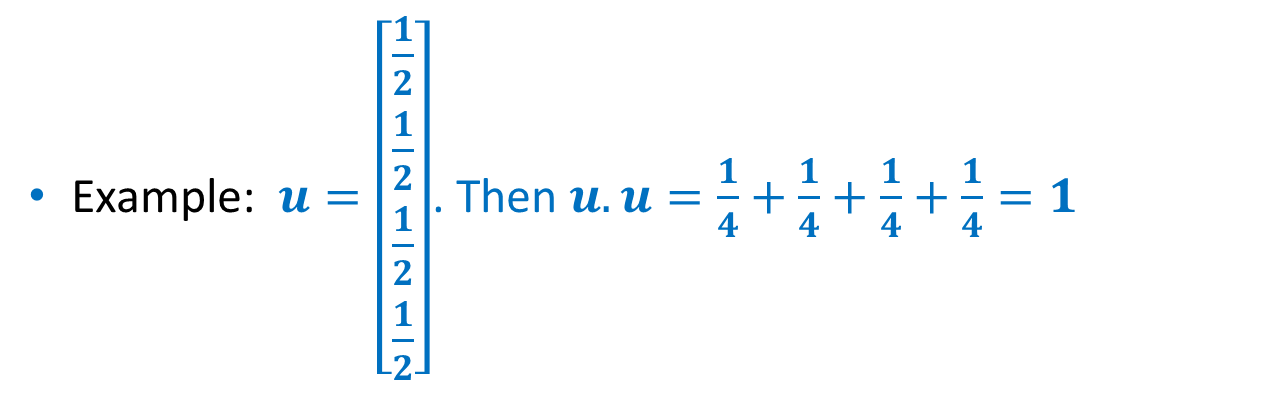 • Example: u = [1/2 1/2 1/2 1/2]. Then u. u = 1/4 + 1/4 + 1/4 + 1/4 = 1